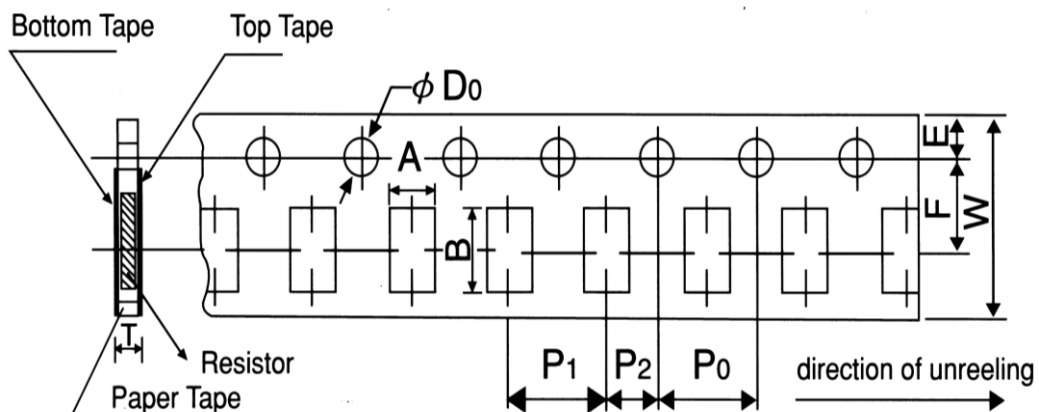 Bottom Tape
Top Tape
ϕ D0
A
B
E
F
W
T
Resistor
Paper Tape
P1
P2
P0
direction of unreeling